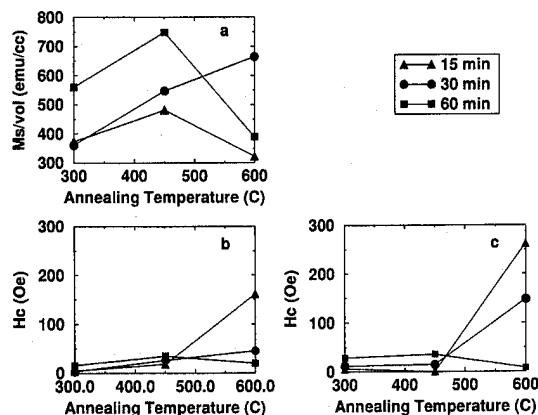 800
a
700
600
500
400
300
Ms/vol (emu/cc)
300 400 500 600
Annealing Temperature (C)
15 min
30 min
60 min
300
b
200
100
0
Hc (Oe)
300.0 400.0 500.0 600.0
Annealing Temperature (C)
300
c
200
100
0
Hc (Oe)
300 400 500 600
Annealing Temperature (C)